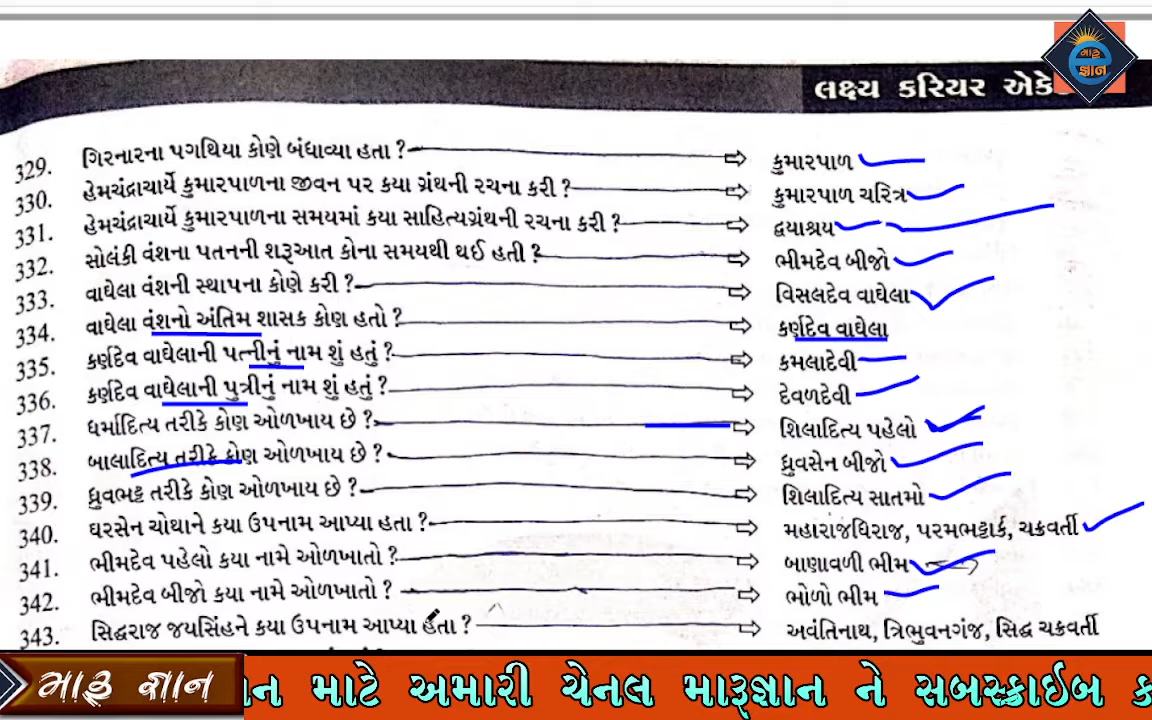 મારૂ
જ્ઞાન
લક્ષ્ય કરિયર
329. ગિરનારના પગથિયા કોણે બંધાવ્યા હતા ? ⇨ કુમારપાળ
330. હેમચંદ્રાચાર્યે કુમારપાળના જીવન પર કયા ગ્રંથની રચના કરી ? ⇨ કુમારપાળ ચરિત્ર
331. હેમચંદ્રાચાર્યે કુમારપાળના સમયમાં કયા સાહિત્યગ્રંથની રચના કરી ? ⇨ દ્વયાશ્રય
332. સોલંકી વંશના પતનની શરૂઆત કોના સમયથી થઈ હતી ? ⇨ ભીમદેવ બીજો
333. વાઘેલા વંશની સ્થાપના કોણે કરી ? ⇨ વિસલદેવ વાઘેલા
334. વાઘેલા વંશનો અંતિમ શાસક કોણ હતો ? ⇨ કર્ણદેવ વાઘેલા
335. કર્ણદેવ વાઘેલાની પત્નીનું નામ શું હતું ? ⇨ કમલાદેવી
336. કર્ણદેવ વાઘેલાની પુત્રીનું નામ શું હતું ? ⇨ દેવળદેવી
337. ધર્માદિત્ય તરીકે કોણ ઓળખાય છે ? ⇨ શિલાદિત્ય પહેલો
338. બાલાદિત્ય તરીકે કોણ ઓળખાય છે ? ⇨ ધ્રુવસેન બીજો
339. ધ્રુવભટ્ટ તરીકે કોણ ઓળખાય છે ? ⇨ શિલાદિત્ય સાતમો
340. ઘરસેન ચોથાને કયા ઉપનામ આપ્યા હતા ? ⇨ મહારાજધિરાજ, પરમભટ્ટાર્ક, ચક્રવર્તી
341. ભીમદેવ પહેલો કયા નામે ઓળખાતો ? ⇨ બાણાવળી ભીમ
342. ભીમદેવ બીજો કયા નામે ઓળખાતો ? ⇨ ભોળો ભીમ
343. સિદ્ધરાજ જયસિંહને કયા ઉપનામ આપ્યા હતા ? ⇨ અવંતિનાથ, ત્રિભુવનગંજ, સિદ્ધ ચક્રવર્તી
મારૂ જ્ઞાન માટે અમારી ચેનલ મારૂજ્ઞાન ને સબસ્ક્રાઇબ